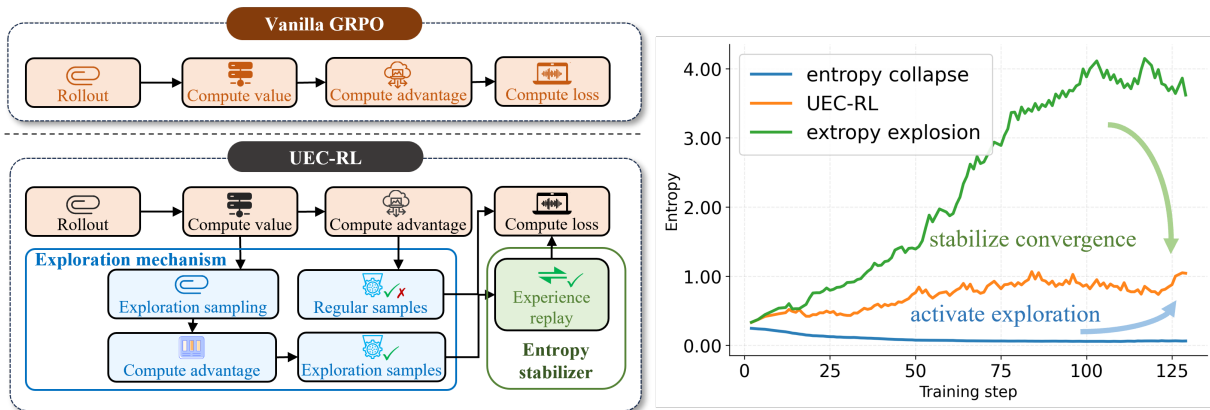 Vanilla GRPO
Rollout
Compute value
Compute advantage
Compute loss
UEC-RL
Rollout
Compute value
Compute advantage
Compute loss
Exploration mechanism
Exploration sampling
Regular samples
Experience
replay
Compute advantage
Exploration samples
Entropy
stabilizer
entropy collapse
UEC-RL
extropy explosion
stabilize convergence
activate exploration
Entropy
4.00
3.00
2.00
1.00
0.00
0
25
50
75
100
125
Training step